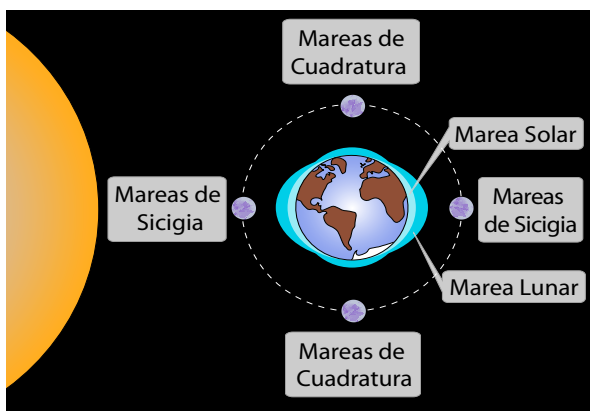 Mareas de
Cuadratura
Marea Solar
Mareas de
Sicigia
Mareas
de Sicigia
Marea Lunar
Mareas de
Cuadratura